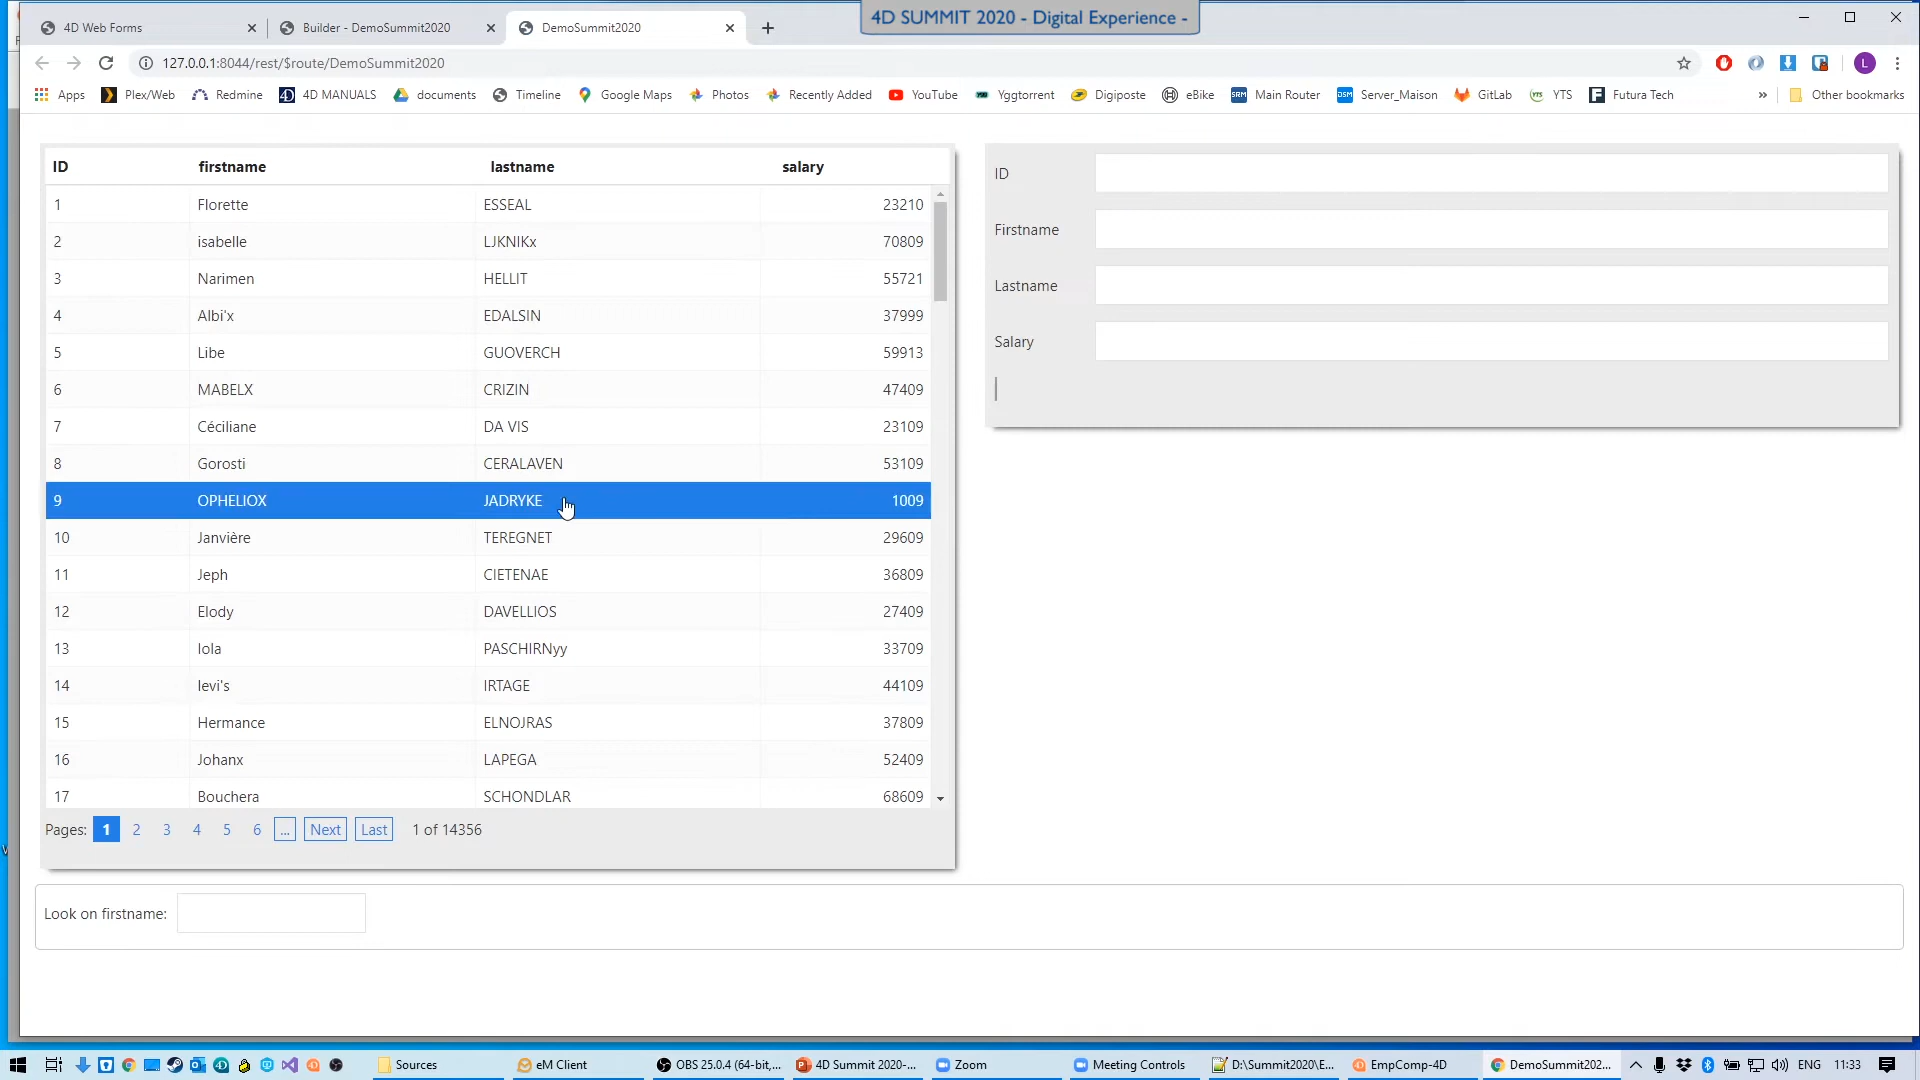 4D SUMMIT 2020 - Digital Experience -
4D Web Forms
Builder - DemoSummit2020
DemoSummit2020
127.0.0.1:8044/rest/$route/DemoSummit2020
L
Apps Plex/Web Redmine 4D MANUALS documents Timeline Google Maps Photos Recently Added YouTube Yggtorrent Digiposte eBike Main Router Server_Maison GitLab YTS Futura Tech » Other bookmarks
ID firstname lastname salary
1 Florette ESSEAL 23210
2 isabelle LJKNIKx 70809
3 Narimen HELLIT 55721
4 Albi'x EDALSIN 37999
5 Libe GUOVERCH 59913
6 MABELX CRIZIN 47409
7 Céciliane DA VIS 23109
8 Gorosti CERALAVEN 53109
9 OPHELIOX JADRYKE 1009
10 Janvière TEREGNET 29609
11 Jeph CIETENAE 36809
12 Elody DAVELLIOS 27409
13 Iola PASCHIRNyy 33709
14 levi's IRTAGE 44109
15 Hermance ELNOJRAS 37809
16 Johanx LAPEGA 52409
17 Bouchera SCHONDLAR 68609
Pages: 1 2 3 4 5 6 ... Next Last 1 of 14356
ID
Firstname
Lastname
Salary
Look on firstname:
Sources eM Client OBS 25.0.4 (64-bit,... 4D Summit 2020-... Zoom Meeting Controls D:\Summit2020\E... EmpComp-4D DemoSummit202... ENG 11:33